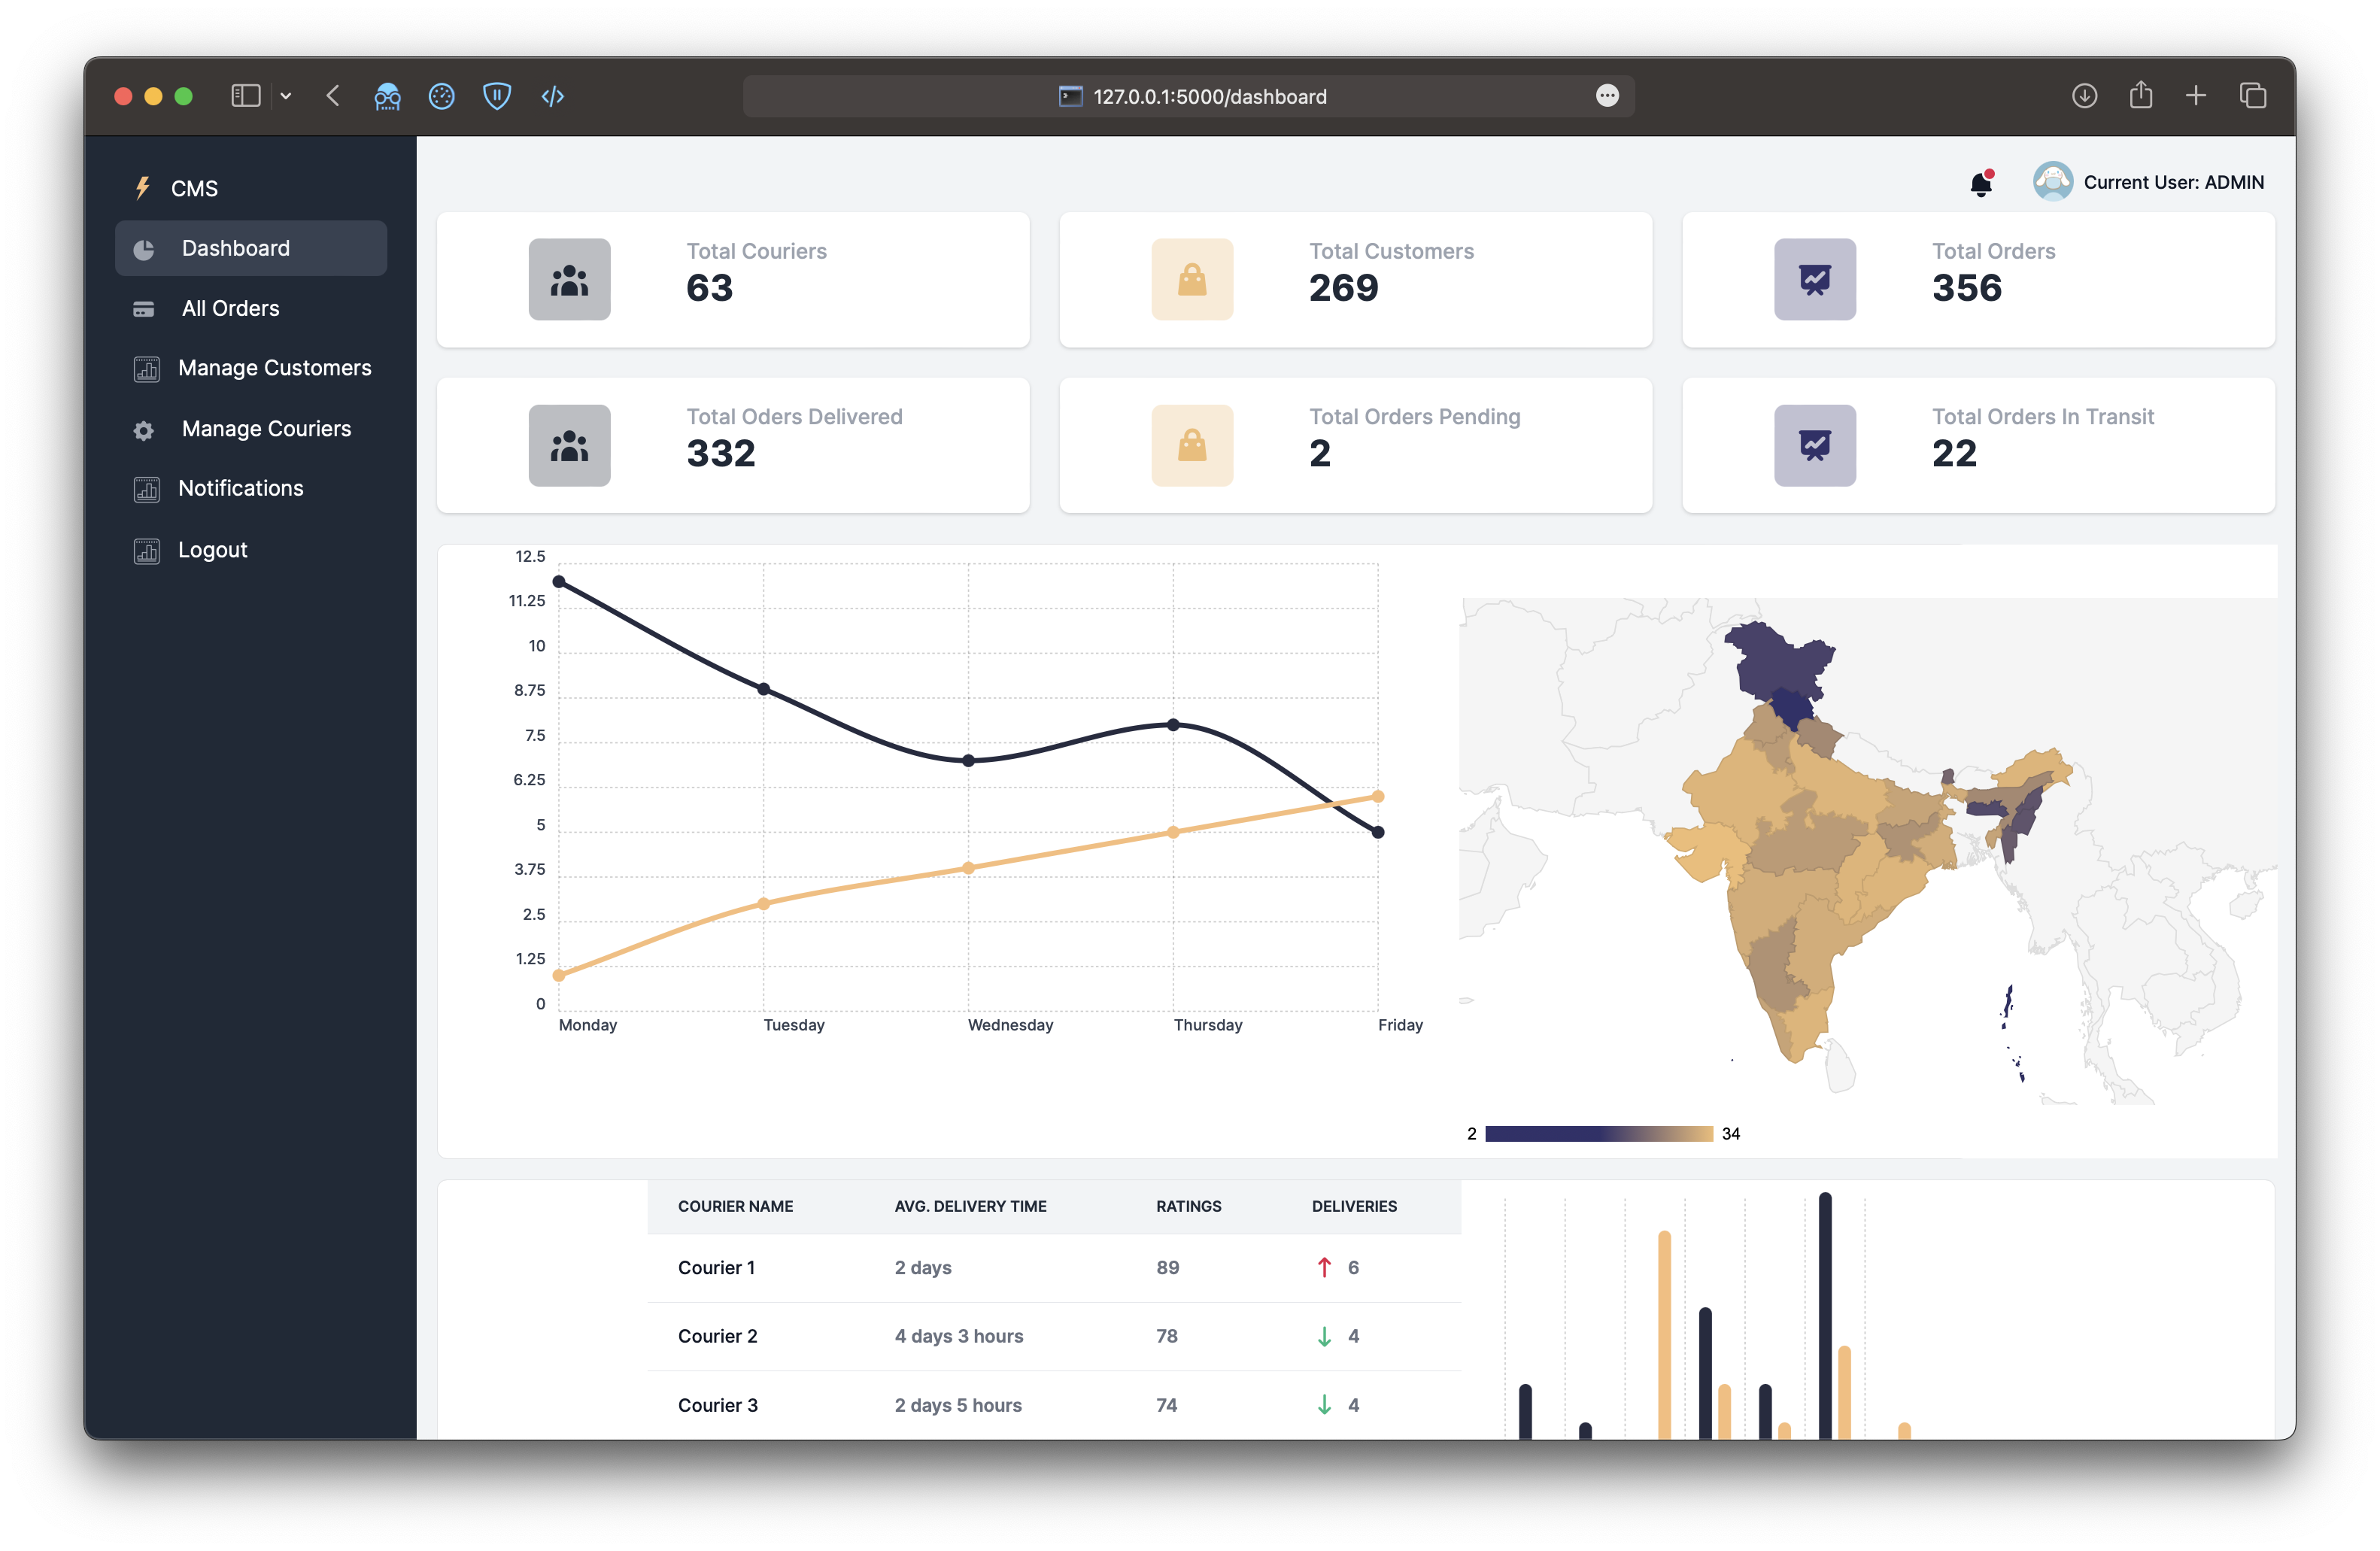 127.0.0.1:5000/dashboard
CMS
Dashboard
All Orders
Manage Customers
Manage Couriers
Notifications
Logout
Current User: ADMIN
Total Couriers
63
Total Customers
269
Total Orders
356
Total Oders Delivered
332
Total Orders Pending
2
Total Orders In Transit
22
12.5
11.25
10
8.75
7.5
6.25
5
3.75
2.5
1.25
0
Monday Tuesday Wednesday Thursday Friday
2 34
COURIER NAME AVG. DELIVERY TIME RATINGS DELIVERIES
Courier 1 2 days 89 ↑ 6
Courier 2 4 days 3 hours 78 ↓ 4
Courier 3 2 days 5 hours 74 ↓ 4